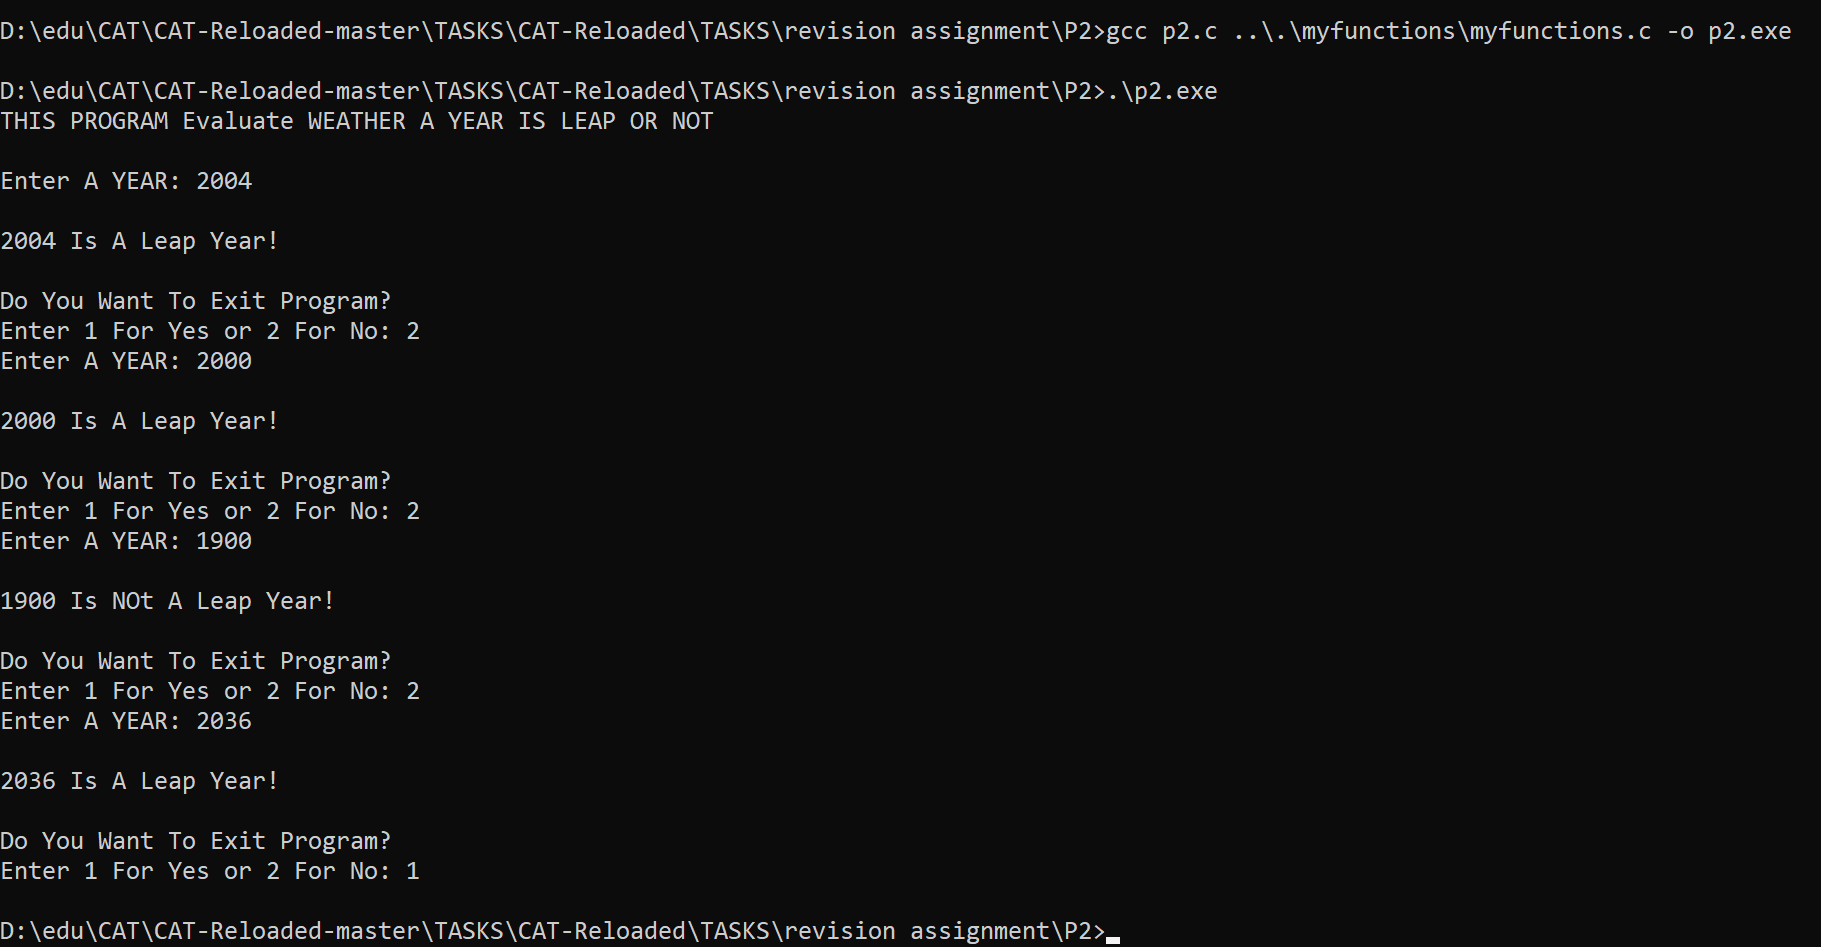 D:\edu\CAT\CAT-Reloaded-master\TASKS\CAT-Reloaded\TASKS\revision assignment\P2>gcc p2.c ..\.\myfunctions\myfunctions.c -o p2.exe
D:\edu\CAT\CAT-Reloaded-master\TASKS\CAT-Reloaded\TASKS\revision assignment\P2>.\p2.exe
THIS PROGRAM Evaluate WEATHER A YEAR IS LEAP OR NOT
Enter A YEAR: 2004
2004 Is A Leap Year!
Do You Want To Exit Program?
Enter 1 For Yes or 2 For No: 2
Enter A YEAR: 2000
2000 Is A Leap Year!
Do You Want To Exit Program?
Enter 1 For Yes or 2 For No: 2
Enter A YEAR: 1900
1900 Is NOt A Leap Year!
Do You Want To Exit Program?
Enter 1 For Yes or 2 For No: 2
Enter A YEAR: 2036
2036 Is A Leap Year!
Do You Want To Exit Program?
Enter 1 For Yes or 2 For No: 1
D:\edu\CAT\CAT-Reloaded-master\TASKS\CAT-Reloaded\TASKS\revision assignment\P2>